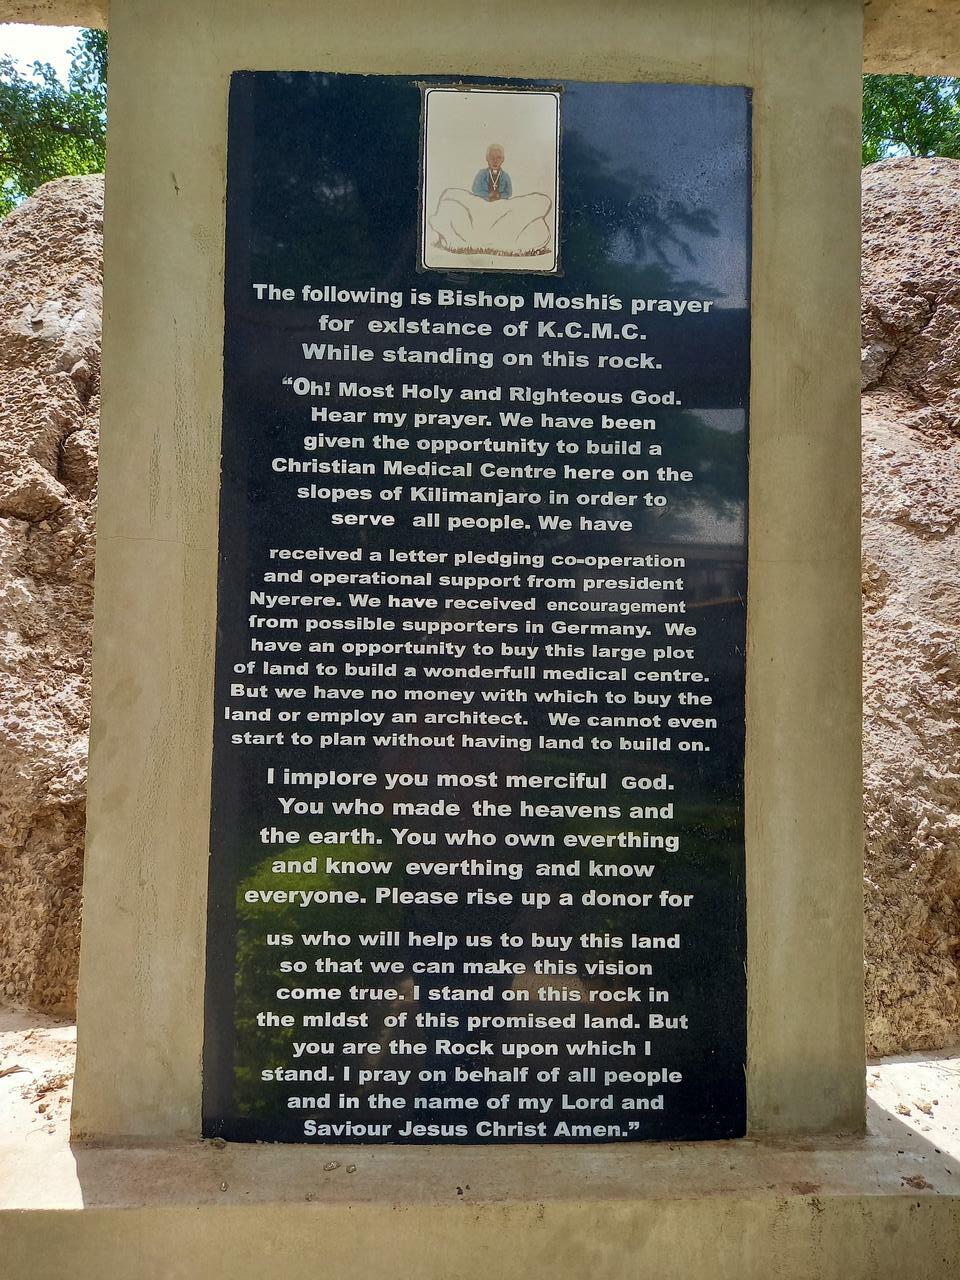 The following is Bishop Moshi's prayer
for existance of K.C.M.C.
While standing on this rock.
“Oh! Most Holy and Righteous God.
Hear my prayer. We have been
given the opportunity to build a
Christian Medical Centre here on the
slopes of Kilimanjaro in order to
serve all people. We have
received a letter pledging co-operation
and operational support from president
Nyerere. We have received encouragement
from possible supporters in Germany. We
have an opportunity to buy this large plot
of land to build a wonderfull medical centre.
But we have no money with which to buy the
land or employ an architect. We cannot even
start to plan without having land to build on.
I implore you most merciful God.
You who made the heavens and
the earth. You who own everthing
and know everthing and know
everyone. Please rise up a donor for
us who will help us to buy this land
so that we can make this vision
come true. I stand on this rock in
the midst of this promised land. But
you are the Rock upon which I
stand. I pray on behalf of all people
and in the name of my Lord and
Saviour Jesus Christ Amen.”